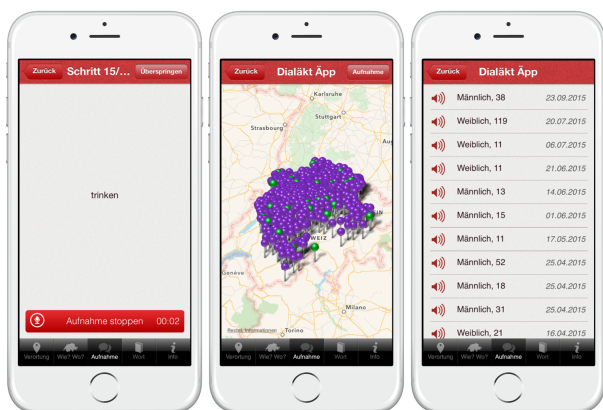 Zurück Schritt 15/... Überspringen
trinken
Aufnahme stoppen 00:02
Verortung Wie? Wo? Aufnahme Wort Info
Zurück Dialäkt Äpp Aufnahme
Karlsruhe
Stuttgart
Strasbourg
Au
WEIZ
IN
Genève
Milano
Torino
Rechtl. Informationen
Verortung Wie? Wo? Aufnahme Wort Info
Zurück Dialäkt Äpp
Männlich, 38 23.09.2015
Weiblich, 119 20.07.2015
Weiblich, 11 06.07.2015
Weiblich, 11 21.06.2015
Männlich, 13 14.06.2015
Männlich, 15 01.06.2015
Männlich, 11 17.05.2015
Männlich, 52 25.04.2015
Männlich, 18 25.04.2015
Männlich, 31 25.04.2015
Weiblich, 21 16.04.2015
Verortung Wie? Wo? Aufnahme Wort Info